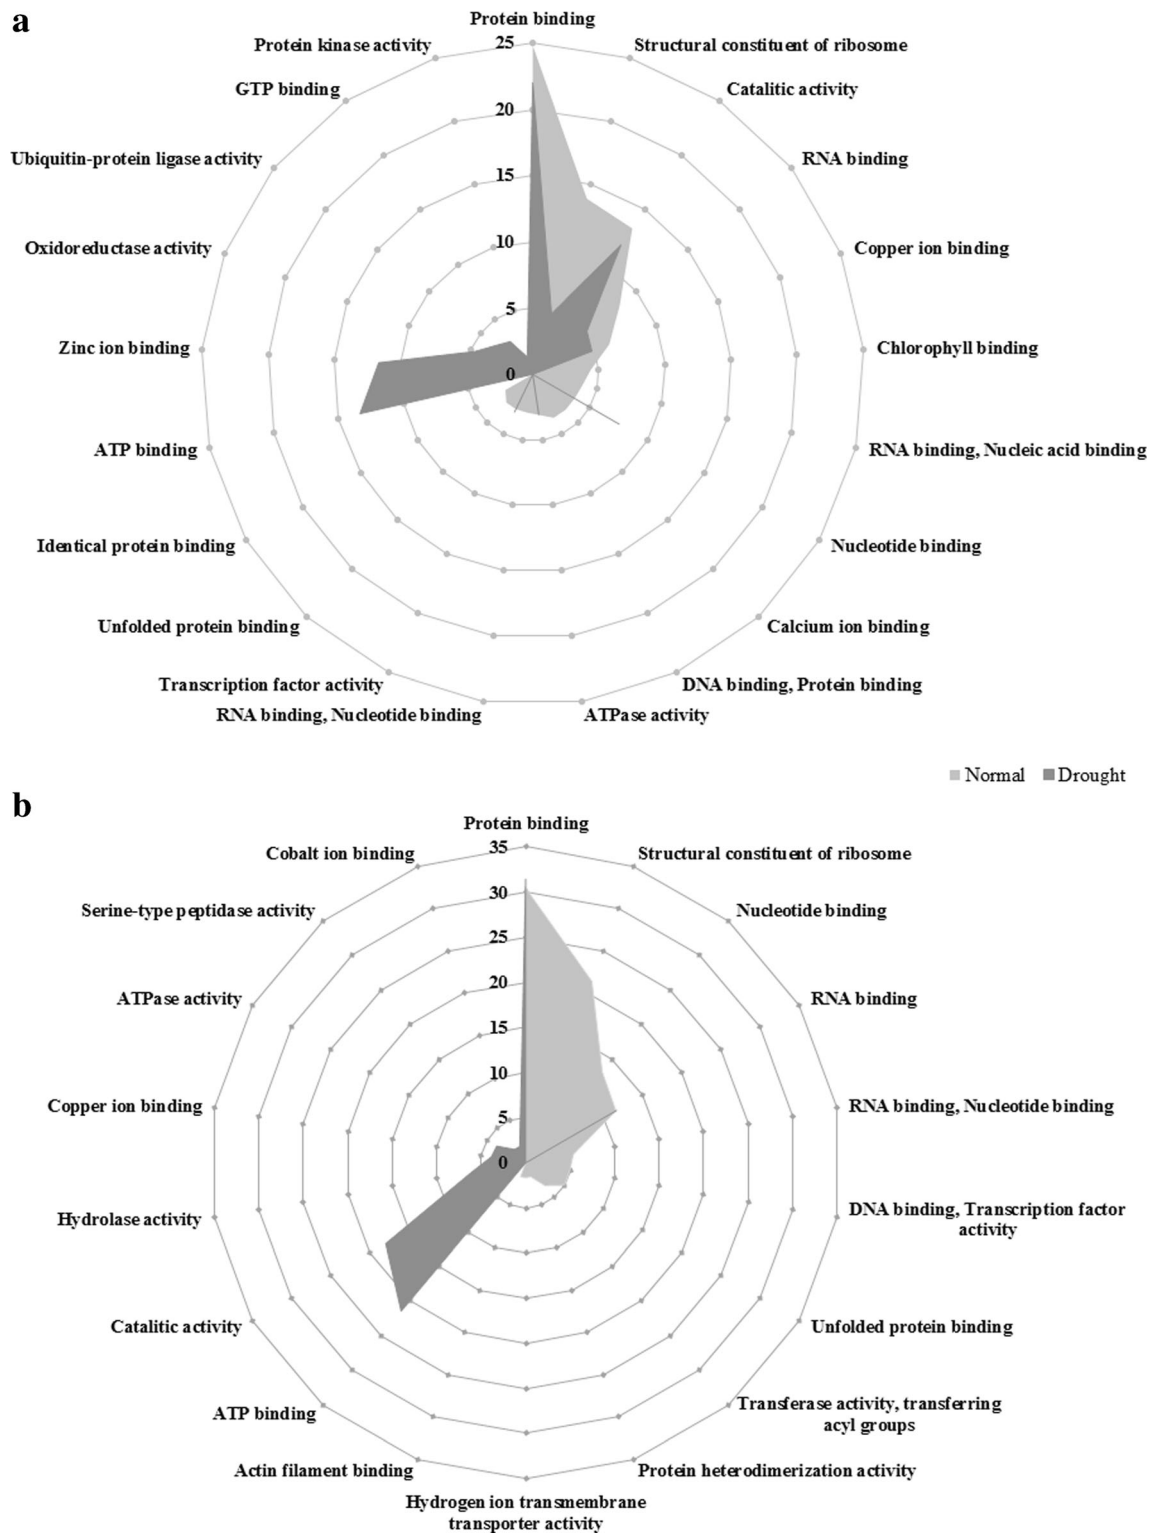 a
Protein binding
Protein kinase activity
25
Structural constituent of ribosome
GTP binding
Catalitic activity
20
Ubiquitin-protein ligase activity
15
RNA binding
Oxidoreductase activity
10
Copper ion binding
5
Zinc ion binding
Chlorophyll binding
0
ATP binding
RNA binding, Nucleic acid binding
Identical protein binding
Nucleotide binding
Unfolded protein binding
Calcium ion binding
Transcription factor activity
DNA binding, Protein binding
RNA binding, Nucleotide binding
ATPase activity
Normal Drought
b
Protein binding
Cobalt ion binding
35
Structural constituent of ribosome
30
Serine-type peptidase activity
Nucleotide binding
25
20
ATPase activity
RNA binding
15
10
Copper ion binding
RNA binding, Nucleotide binding
5
0
Hydrolase activity
DNA binding, Transcription factor
activity
Catalitic activity
Unfolded protein binding
ATP binding
Transferase activity, transferring
acyl groups
Actin filament binding
Protein heterodimerization activity
Hydrogen ion transmembrane
transporter activity